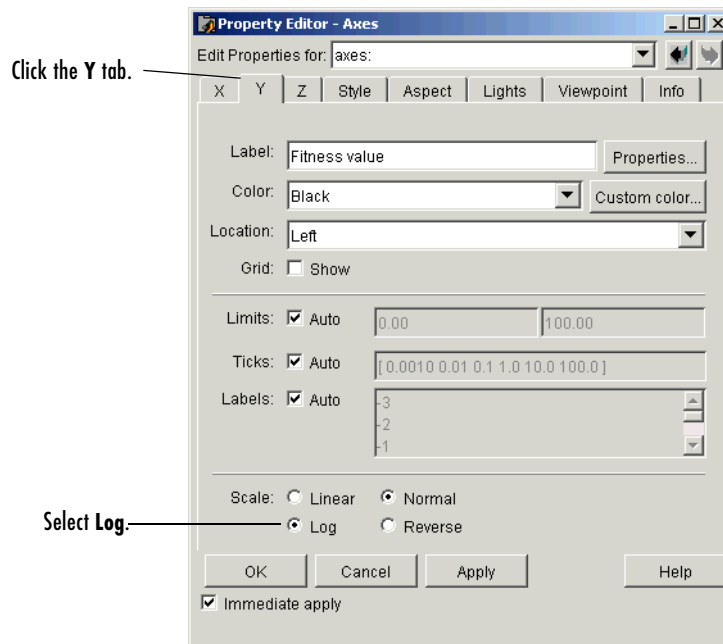 Property Editor - Axes
Edit Properties for: axes:
Click the Y tab.
X Y Z Style Aspect Lights Viewpoint Info
Label: Fitness value Properties...
Color: Black Custom color...
Location: Left
Grid: Show
Limits: Auto 0.00 100.00
Ticks: Auto [ 0.0010 0.01 0.1 1.0 10.0 100.0 ]
Labels: Auto -3
-2
-1
Scale: Linear Normal
Select Log. Log Reverse
OK Cancel Apply Help
Immediate apply